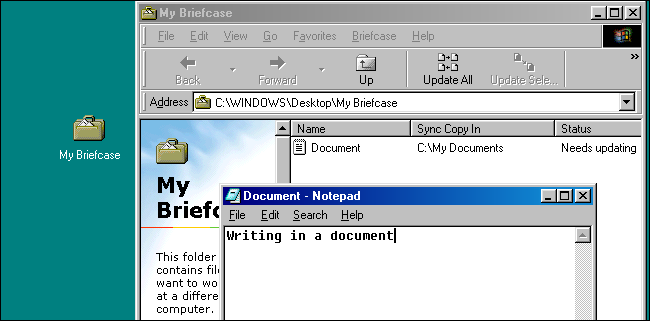 My Briefcase
File Edit View Go Favorites Briefcase Help
Back Forward Up Update All Update Sele...
Address C:\WINDOWS\Desktop\My Briefcase
My Briefcase
Name Sync Copy In Status
Document C:\My Documents Needs updating
My
Briefc
This folder
contains file
want to wo
at a differe
computer.
Document - Notepad
File Edit Search Help
Writing in a document